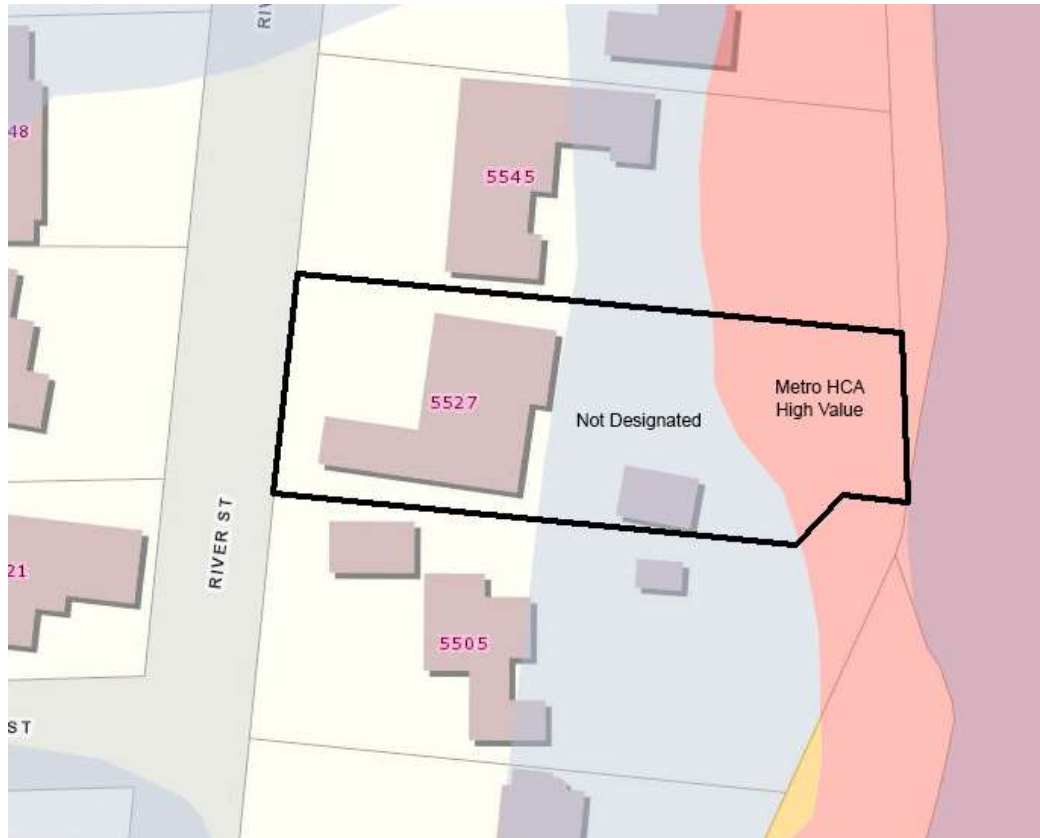 RIV
48
5545
5527
Metro HCA
High Value
Not Designated
RIVER ST
21
5505
ST